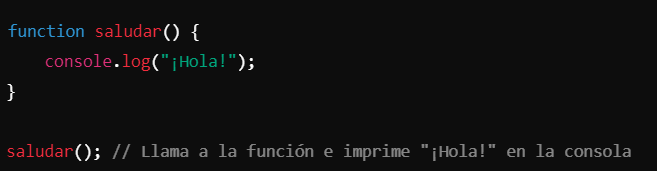 function saludar() {
    console.log("¡Hola!");
}
saludar(); // Llama a la función e imprime "¡Hola!" en la consola